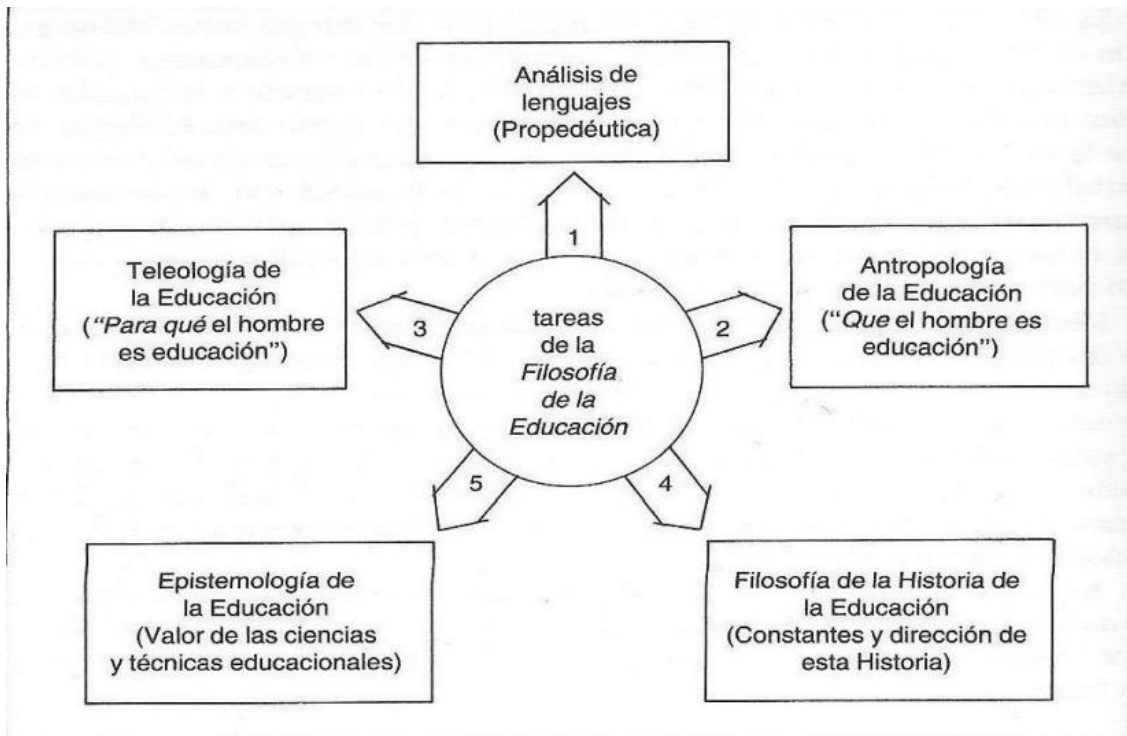 Análisis de
lenguajes
(Propedéutica)
1
Teleología de
la Educación
("Para qué el hombre
es educación")
3
tareas
de la
Filosofía
de la
Educación
2
Antropología
de la Educación
("Que el hombre es
educación")
5
4
Epistemología de
la Educación
(Valor de las ciencias
y técnicas educacionales)
Filosofía de la Historia de
la Educación
(Constantes y dirección de
esta Historia)